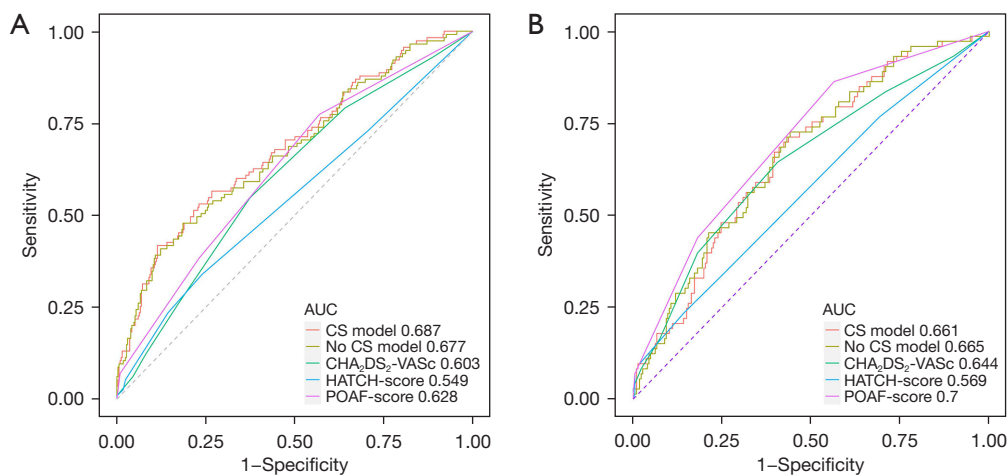 A
1.00
0.75
0.50
0.25
0.00
Sensitivity
AUC
CS model 0.687
No CS model 0.677
CHA₂DS₂-VASc 0.603
HATCH-score 0.549
POAF-score 0.628
0.00 0.25 0.50 0.75 1.00
1–Specificity
B
1.00
0.75
0.50
0.25
0.00
Sensitivity
AUC
CS model 0.661
No CS model 0.665
CHA₂DS₂-VASc 0.644
HATCH-score 0.569
POAF-score 0.7
0.00 0.25 0.50 0.75 1.00
1–Specificity